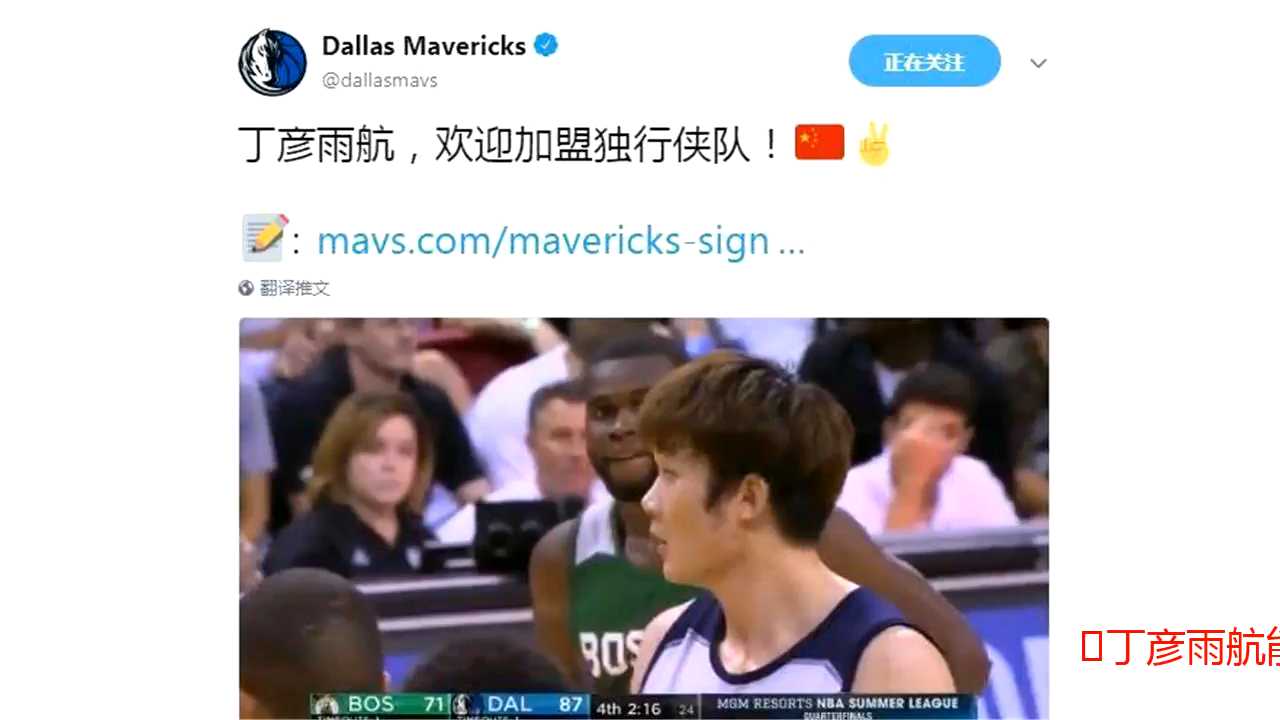 Dallas Mavericks
@dallasmavs
正在关注
丁彦雨航，欢迎加盟独行侠队！
: mavs.com/mavericks-sign ...
翻译推文
BOS
BOS 71 DAL 87 4th 2:16 24 MGM RESORTS NBA SUMMER LEAGUE
QUARTERFINALS
丁彦雨航能